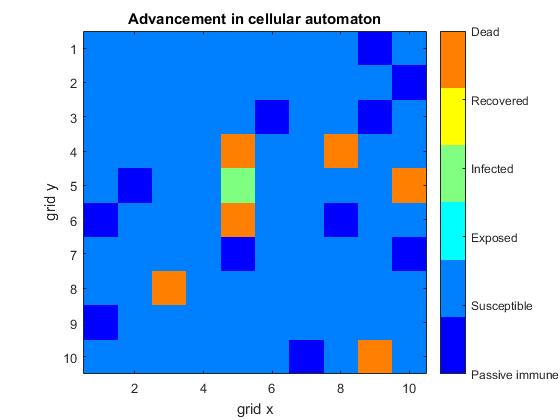 Advancement in cellular automaton
Dead
Recovered
Infected
Exposed
Susceptible
Passive immune
grid y
1
2
3
4
5
6
7
8
9
10
2 4 6 8 10
grid x